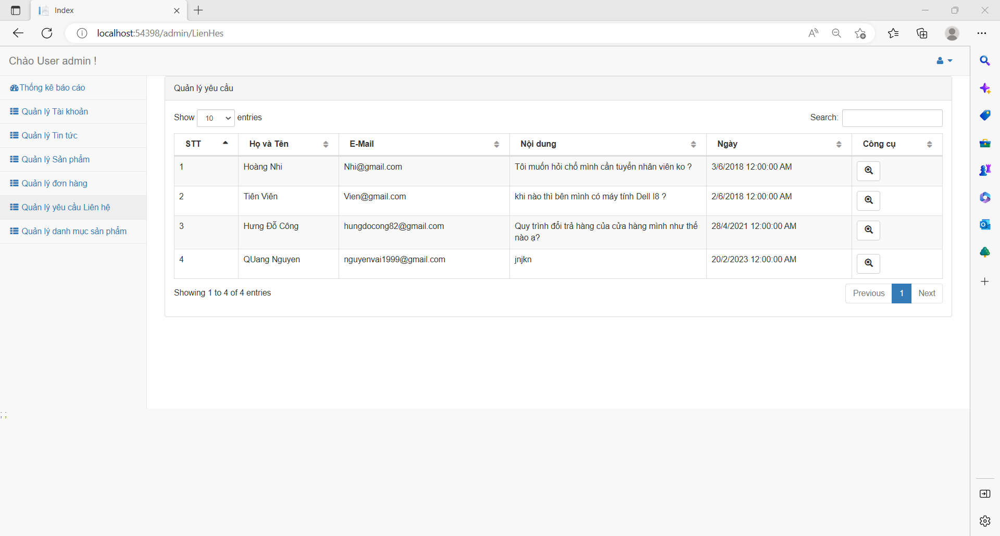 Index
localhost:54398/admin/LienHes
Chào User admin !
Thống kê báo cáo
Quản lý Tài khoản
Quản lý Tin tức
Quản lý Sản phẩm
Quản lý đơn hàng
Quản lý yêu cầu Liên hệ
Quản lý danh mục sản phẩm
Quản lý yêu cầu
Show 10 entries Search:
STT Họ và Tên E-Mail Nội dung Ngày Công cụ
1 Hoàng Nhi Nhi@gmail.com Tôi muốn hỏi chổ mình cần tuyển nhân viên ko ? 3/6/2018 12:00:00 AM
2 Tiên Viên Vien@gmail.com khi nào thì bên mình có máy tính Dell I8 ? 2/6/2018 12:00:00 AM
3 Hưng Đỗ Công hungdocong82@gmail.com Quy trình đổi trả hàng của cửa hàng mình như thế 28/4/2021 12:00:00 AM
nào ạ?
4 QUang Nguyen nguyenvai1999@gmail.com jnjkn 20/2/2023 12:00:00 AM
Showing 1 to 4 of 4 entries Previous 1 Next
; ;